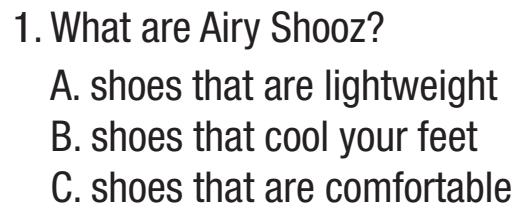 1. What are Airy Shooz?
A. shoes that are lightweight
B. shoes that cool your feet
C. shoes that are comfortable